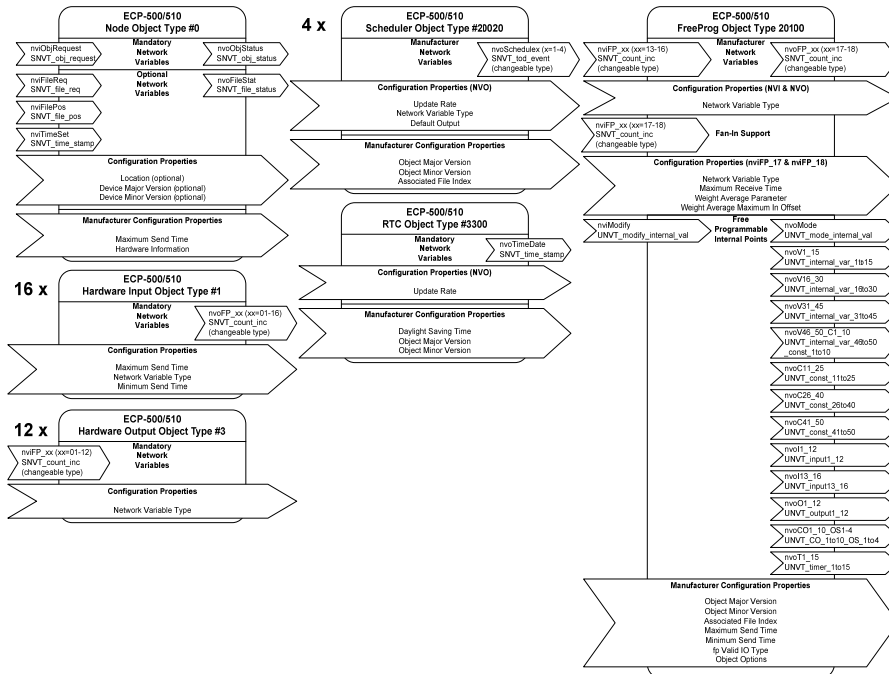 ECP-500/510
Node Object Type #0
nviObjRequest
SNVT_obj_request
Mandatory
Network
Variables
nvoObjStatus
SNVT_obj_status
nviFileReq
SNVT_file_req
Optional
Network
Variables
nvoFileStat
SNVT_file_status
nviFilePos
SNVT_file_pos
nviTimeSet
SNVT_time_stamp
Configuration Properties
Location (optional)
Device Major Version (optional)
Device Minor Version (optional)
Manufacturer Configuration Properties
Maximum Send Time
Hardware Information
16 x
ECP-500/510
Hardware Input Object Type #1
Mandatory
Network
Variables
nvoFP_xx (xx=01-16)
SNVT_count_inc
(changeable type)
Configuration Properties
Maximum Send Time
Network Variable Type
Minimum Send Time
12 x
ECP-500/510
Hardware Output Object Type #3
nviFP_xx (xx=01-12)
SNVT_count_inc
(changeable type)
Mandatory
Network
Variables
Configuration Properties
Network Variable Type
4 x
ECP-500/510
Scheduler Object Type #20020
Manufacturer
Network
Variables
nvoSchedulex (x=1-4)
SNVT_tod_event
(changeable type)
Configuration Properties (NVO)
Update Rate
Network Variable Type
Default Output
Manufacturer Configuration Properties
Object Major Version
Object Minor Version
Associated File Index
ECP-500/510
RTC Object Type #3300
Mandatory
Network
Variables
nvoTimeDate
SNVT_time_stamp
Configuration Properties (NVO)
Update Rate
Manufacturer Configuration Properties
Daylight Saving Time
Object Major Version
Object Minor Version
ECP-500/510
FreeProg Object Type 20100
nviFP_xx (xx=13-16)
SNVT_count_inc
(changeable type)
Manufacturer
Network
Variables
nvoFP_xx (xx=17-18)
SNVT_count_inc
(changeable type)
Configuration Properties (NVI & NVO)
Network Variable Type
nviFP_xx (xx=17-18)
SNVT_count_inc
(changeable type)
Fan-In Support
Configuration Properties (nviFP_17 & nviFP_18)
Network Variable Type
Maximum Receive Time
Weight Average Parameter
Weight Average Maximum In Offset
nviModify
UNVT_modify_internal_val
Free
Programmable
Internal Points
nvoMode
UNVT_mode_internal_val
nvoV1_15
UNVT_internal_var_1to15
nvoV16_30
UNVT_internal_var_16to30
nvoV31_45
UNVT_internal_var_31to45
nvoV46_50_C1_10
UNVT_internal_var_46to50
_const_1to10
nvoC11_25
UNVT_const_11to25
nvoC26_40
UNVT_const_26to40
nvoC41_50
UNVT_const_41to50
nvoI1_12
UNVT_input1_12
nvoI13_16
UNVT_input13_16
nvoO1_12
UNVT_output1_12
nvoCO1_10_OS1-4
UNVT_CO_1to10_OS_1to4
nvoT1_15
UNVT_timer_1to15
Manufacturer Configuration Properties
Object Major Version
Object Minor Version
Associated File Index
Maximum Send Time
Minimum Send Time
fp Valid IO Type
Object Options